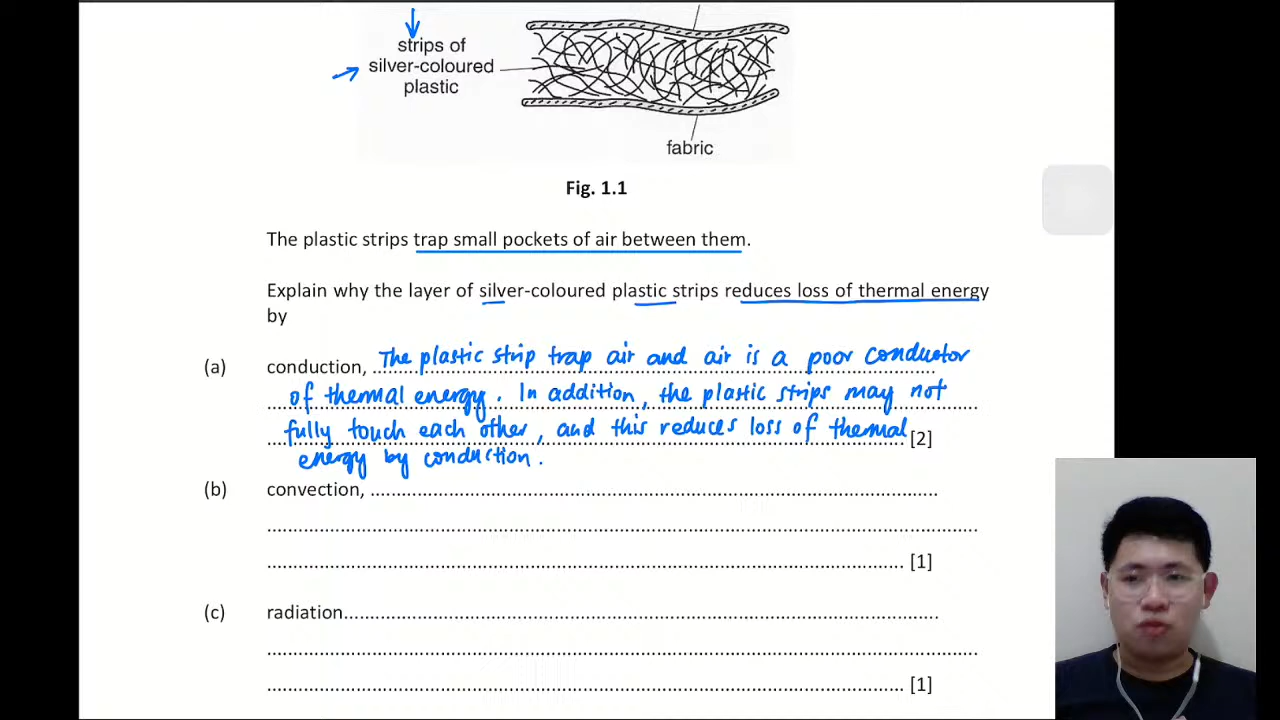 strips of
silver-coloured
plastic
fabric
Fig. 1.1
The plastic strips trap small pockets of air between them.
Explain why the layer of silver-coloured plastic strips reduces loss of thermal energy
by
(a) conduction, The plastic strip trap air and air is a poor conductor
of thermal energy. In addition, the plastic strips may not
fully touch each other, and this reduces loss of thermal [2]
energy by conduction.
(b) convection, ..........
..........
.......... [1]
(c) radiation..........
..........
.......... [1]